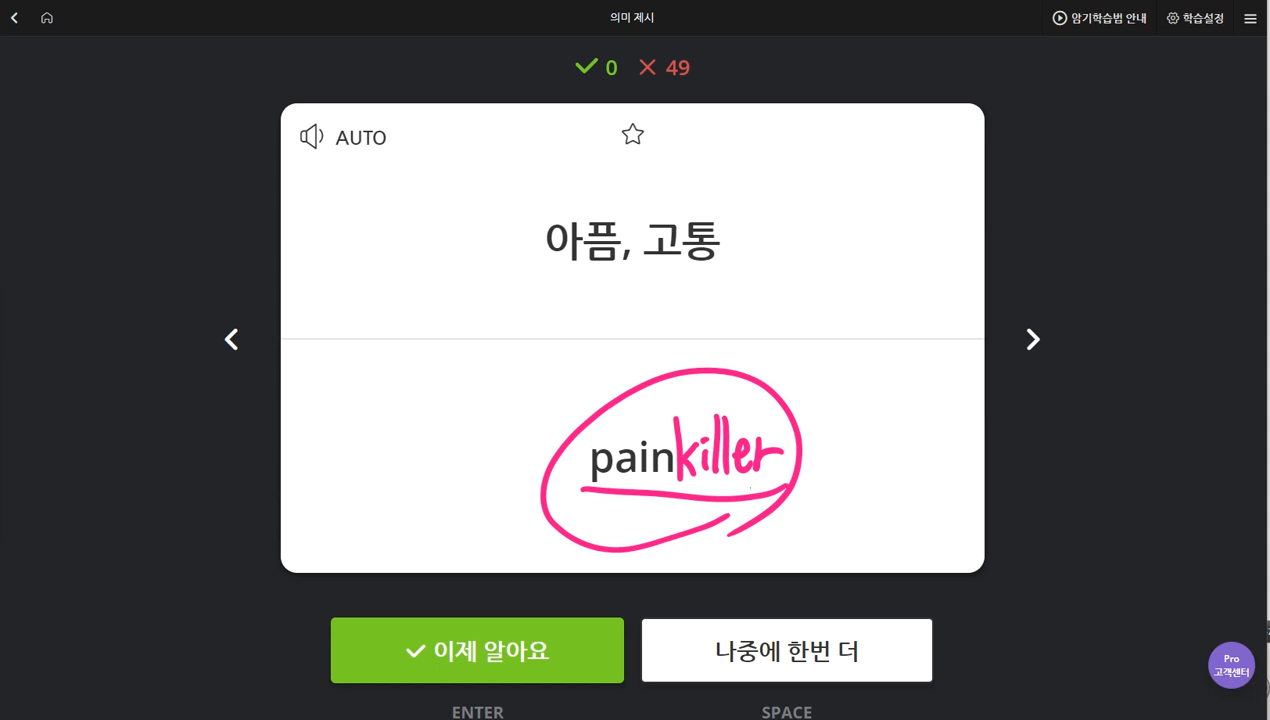 의미 제시
암기학습법 안내
학습설정
0
49
AUTO
아픔, 고통
painkiller
이제 알아요
나중에 한번 더
ENTER
SPACE
Pro
고객센터